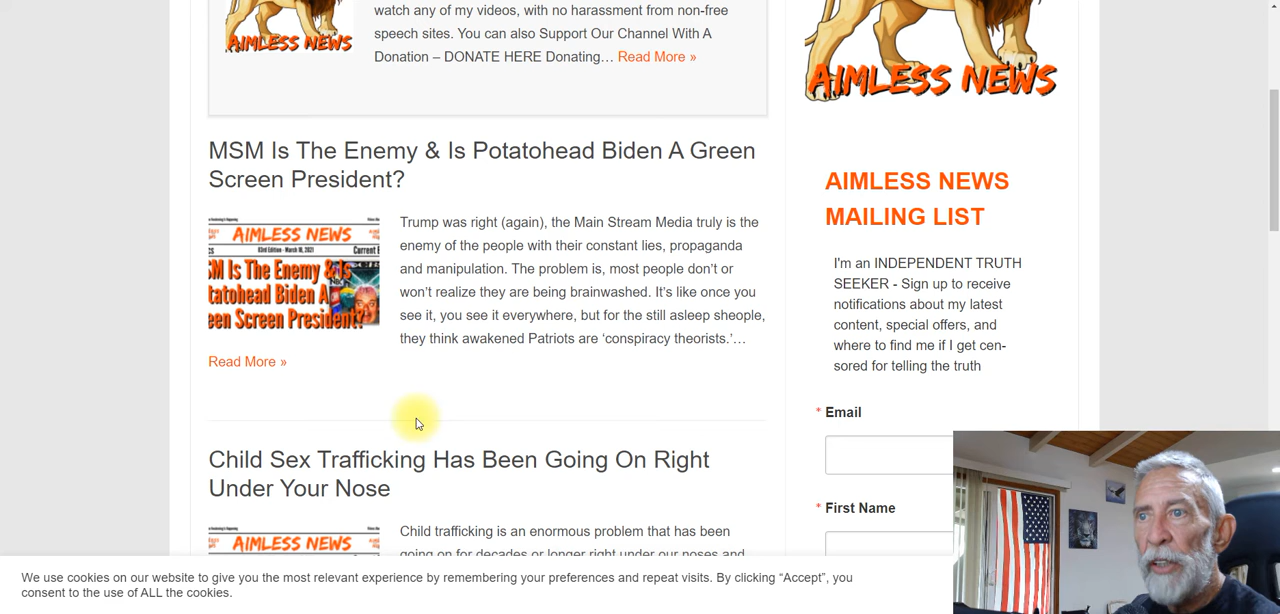 watch any of my videos, with no harassment from non-free
speech sites. You can also Support Our Channel With A
Donation – DONATE HERE Donating… Read More »
AIMLESS NEWS
AIMLESS NEWS
MSM Is The Enemy & Is Potatohead Biden A Green
Screen President?
AIMLESS NEWS
83rd Edition - March 18, 2021
Current E
SM Is The Enemy & Is
otatohead Biden A
een Screen President?
Trump was right (again), the Main Stream Media truly is the
enemy of the people with their constant lies, propaganda
and manipulation. The problem is, most people don’t or
won’t realize they are being brainwashed. It’s like once you
see it, you see it everywhere, but for the still asleep sheople,
they think awakened Patriots are ‘conspiracy theorists.’…
Read More »
Child Sex Trafficking Has Been Going On Right
Under Your Nose
AIMLESS NEWS
Child trafficking is an enormous problem that has been
going on for decades or longer right under our noses and
AIMLESS NEWS
MAILING LIST
I'm an INDEPENDENT TRUTH
SEEKER - Sign up to receive
notifications about my latest
content, special offers, and
where to find me if I get cen-
sored for telling the truth
* Email
* First Name
We use cookies on our website to give you the most relevant experience by remembering your preferences and repeat visits. By clicking “Accept”, you
consent to the use of ALL the cookies.